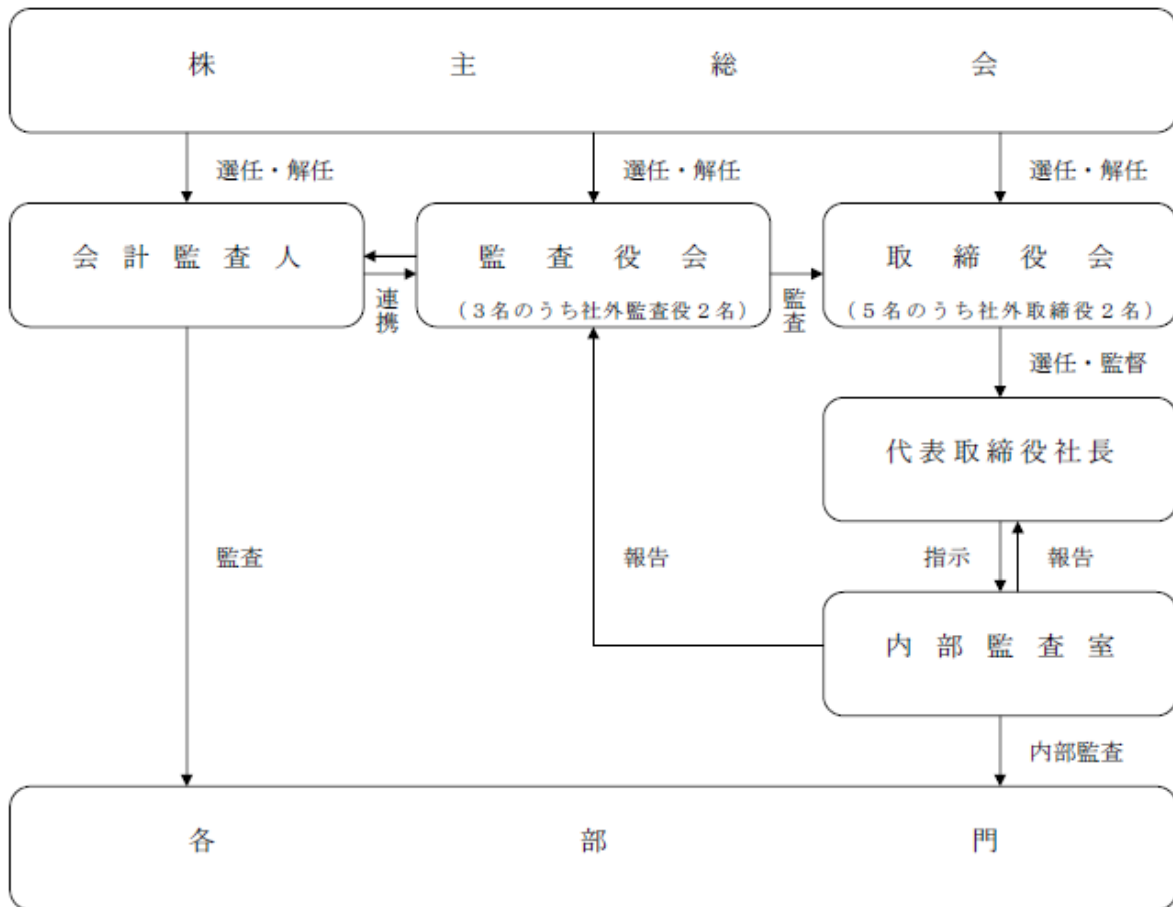 株主総会
選任・解任
選任・解任
選任・解任
会計監査人
監査役会
取締役会
(3名のうち社外監査役2名)
(5名のうち社外取締役2名)
連携
監査
選任・監督
代表取締役社長
監査
報告
指示
報告
内部監査室
内部監査
各部門